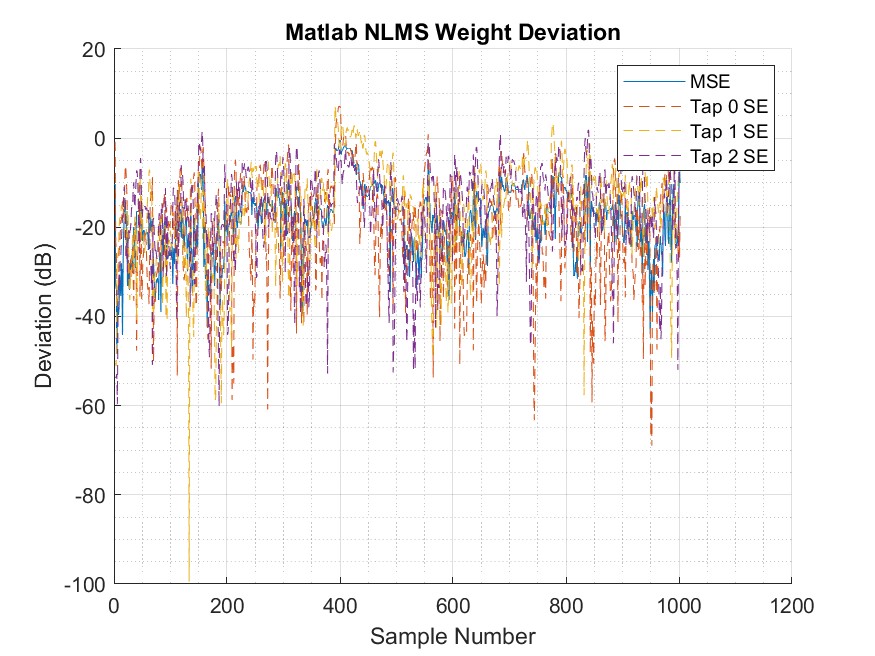 Matlab NLMS Weight Deviation
20
0
-20
-40
-60
-80
-100
Deviation (dB)
0
200
400
600
800
1000
1200
Sample Number
MSE
Tap 0 SE
Tap 1 SE
Tap 2 SE